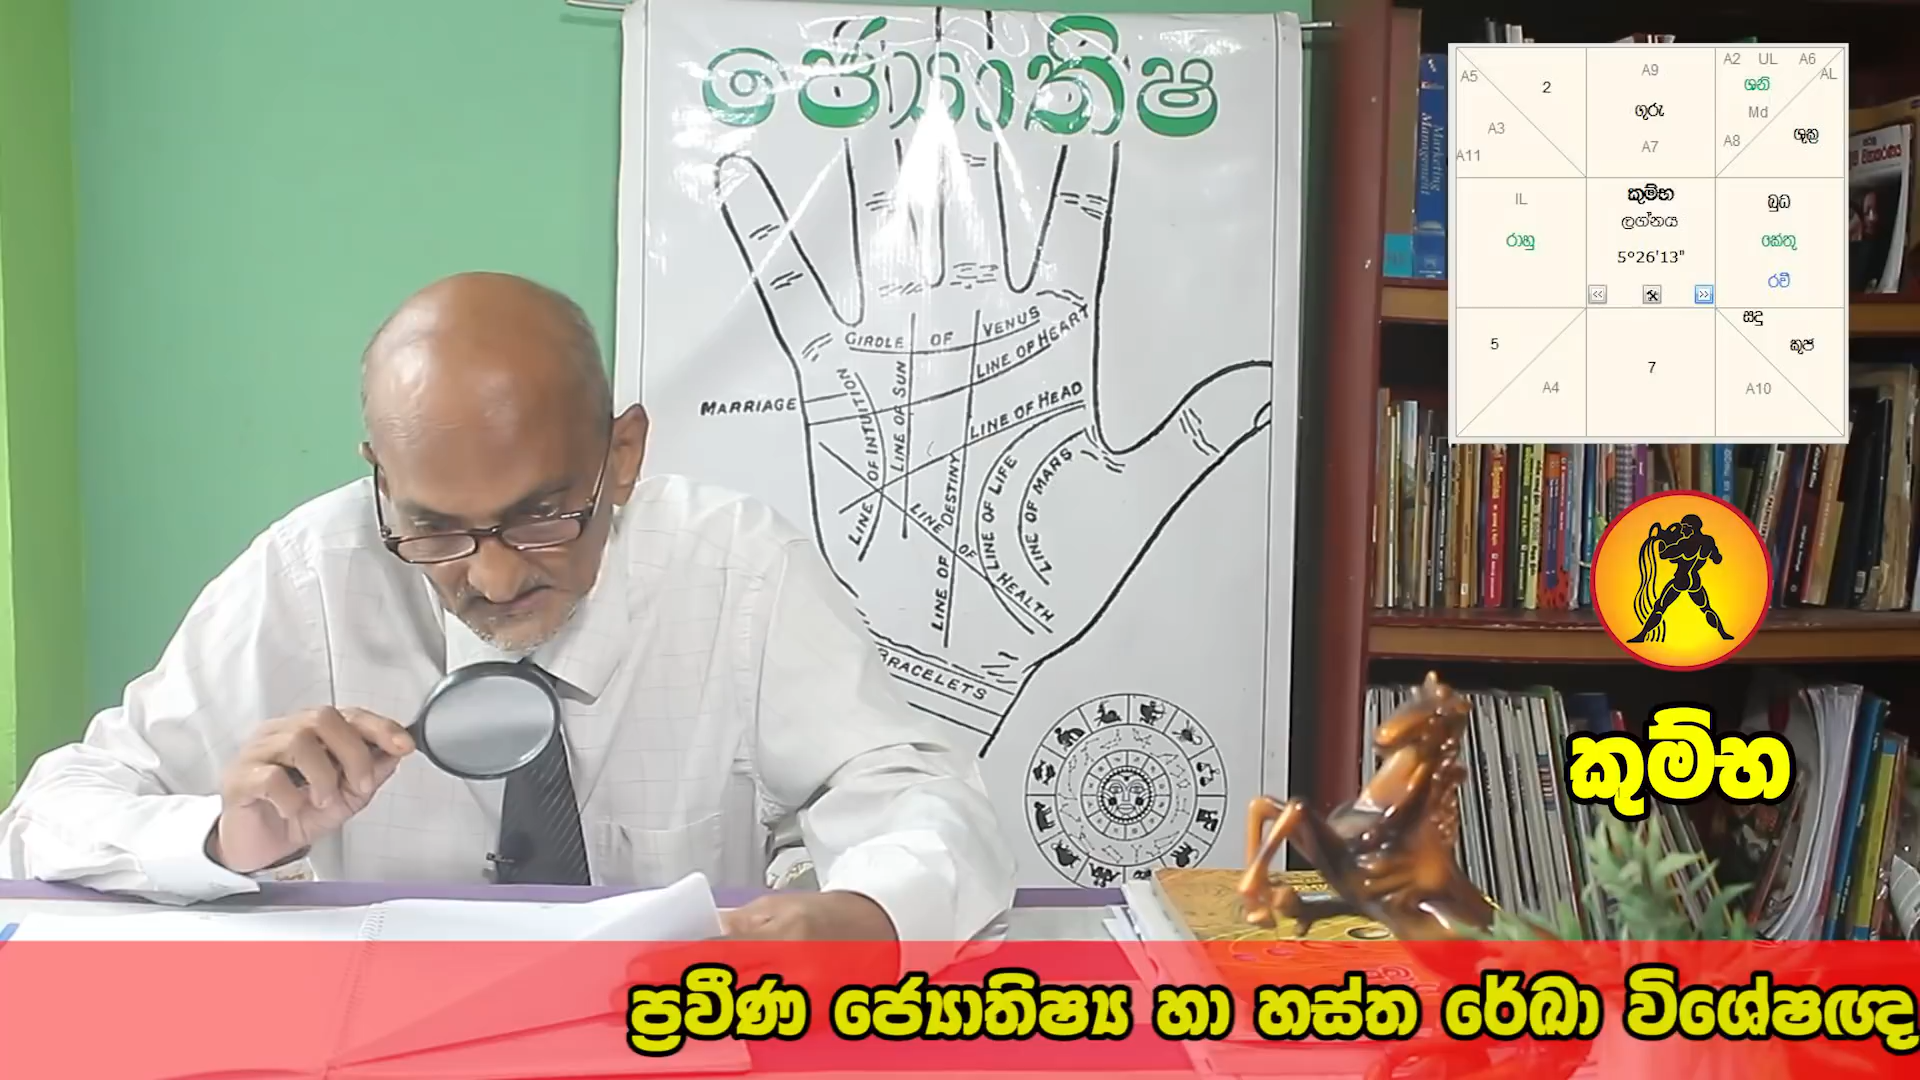 ජ්‍යොතිෂ
GIRDLE OF VENUS
LINE OF HEART
MARRIAGE
LINE OF INTUITION
LINE OF SUN
LINE OF HEAD
LINE OF DESTINY
LINE OF LIFE
LINE OF MARS
LINE OF HEALTH
BRACELETS
Marketing Management
A5 2 A9 A2 UL A6 AL
ගුරු ශනි
A3 Md
A11 A7 A8 ශුක්‍ර
IL කුම්භ බුධ
ලග්නය
රාහු කේතු
5°26'13"
<< >> රවි
සඳු
5 කුජ
7
A4 A10
කුම්භ
ප්‍රවීණ ජ්‍යොතිෂ්‍ය හා හස්ත රේඛා විශේෂඥ